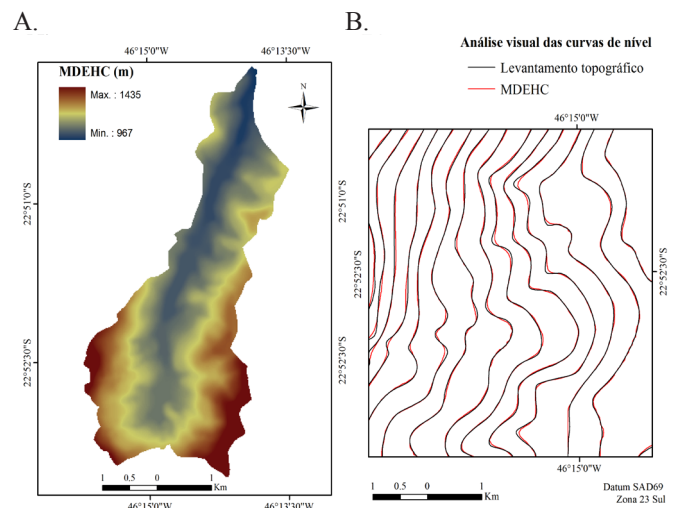 A.
46°15'0"W
46°13'30"W
MDEHC (m)
Max. : 1435
Min. : 967
N
22°51'0"S
22°52'30"S
22°51'0"S
22°52'30"S
1 0,5 0 1
Km
46°15'0"W
46°13'30"W
B.
Análise visual das curvas de nível
Levantamento topográfico
MDEHC
46°15'0"W
22°52'30"S
22°52'30"S
46°15'0"W
1 0.5 0 1
Km
Datum SAD69
Zona 23 Sul